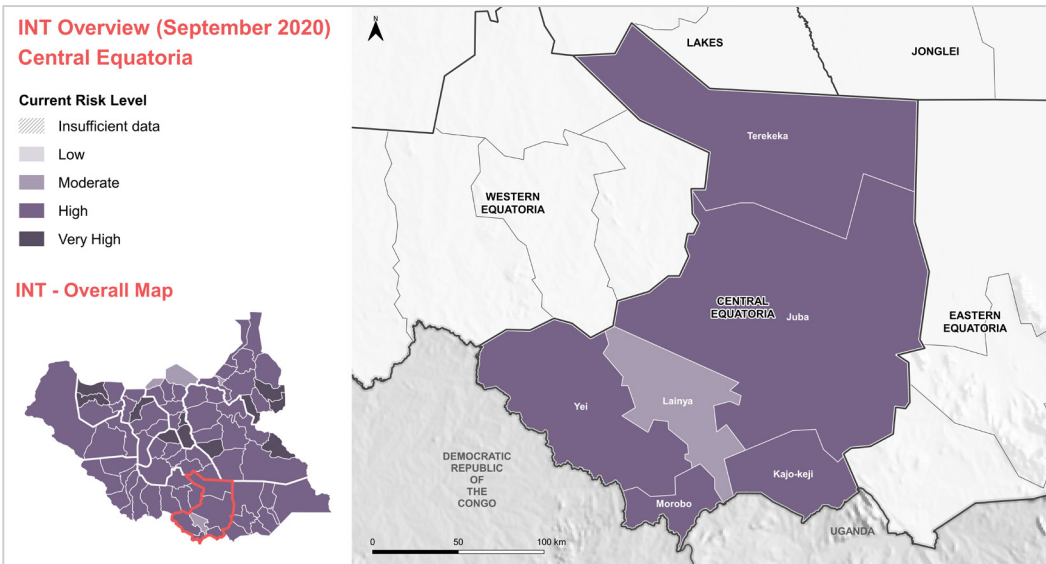 INT Overview (September 2020)
Central Equatoria
Current Risk Level
Insufficient data
Low
Moderate
High
Very High
INT - Overall Map
N
LAKES
JONGLEI
Terekeka
WESTERN
EQUATORIA
CENTRAL
EQUATORIA
Juba
EASTERN
EQUATORIA
Yei
Lainya
DEMOCRATIC
REPUBLIC
OF
THE
CONGO
Kajo-keji
Morobo
UGANDA
0 50 100 km